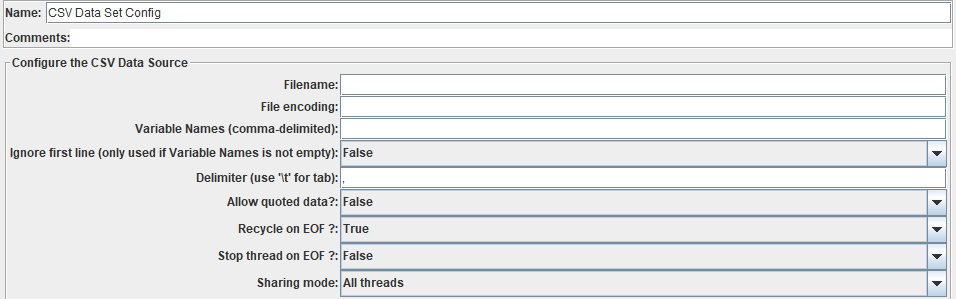 Name: CSV Data Set Config
Comments:
Configure the CSV Data Source
Filename:
File encoding:
Variable Names (comma-delimited):
Ignore first line (only used if Variable Names is not empty): False
Delimiter (use '\t' for tab): ,
Allow quoted data?: False
Recycle on EOF ?: True
Stop thread on EOF ?: False
Sharing mode: All threads